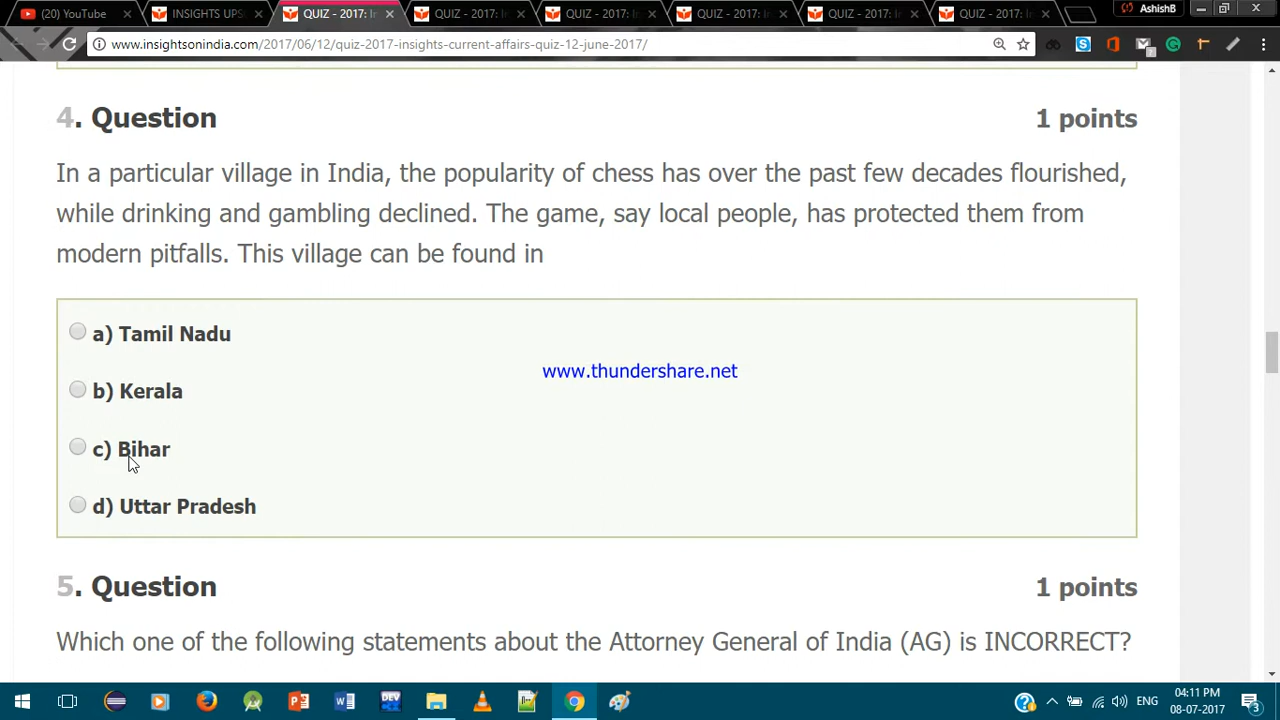 (20) YouTube
INSIGHTS UPS
QUIZ - 2017: I
QUIZ - 2017: I
QUIZ - 2017: I
QUIZ - 2017: I
QUIZ - 2017: I
QUIZ - 2017: I
AshishB
www.insightsonindia.com/2017/06/12/quiz-2017-insights-current-affairs-quiz-12-june-2017/
4. Question
1 points
In a particular village in India, the popularity of chess has over the past few decades flourished,
while drinking and gambling declined. The game, say local people, has protected them from
modern pitfalls. This village can be found in
a) Tamil Nadu
www.thundershare.net
b) Kerala
c) Bihar
d) Uttar Pradesh
5. Question
1 points
Which one of the following statements about the Attorney General of India (AG) is INCORRECT?
DEV
ENG
04:11 PM
08-07-2017
3